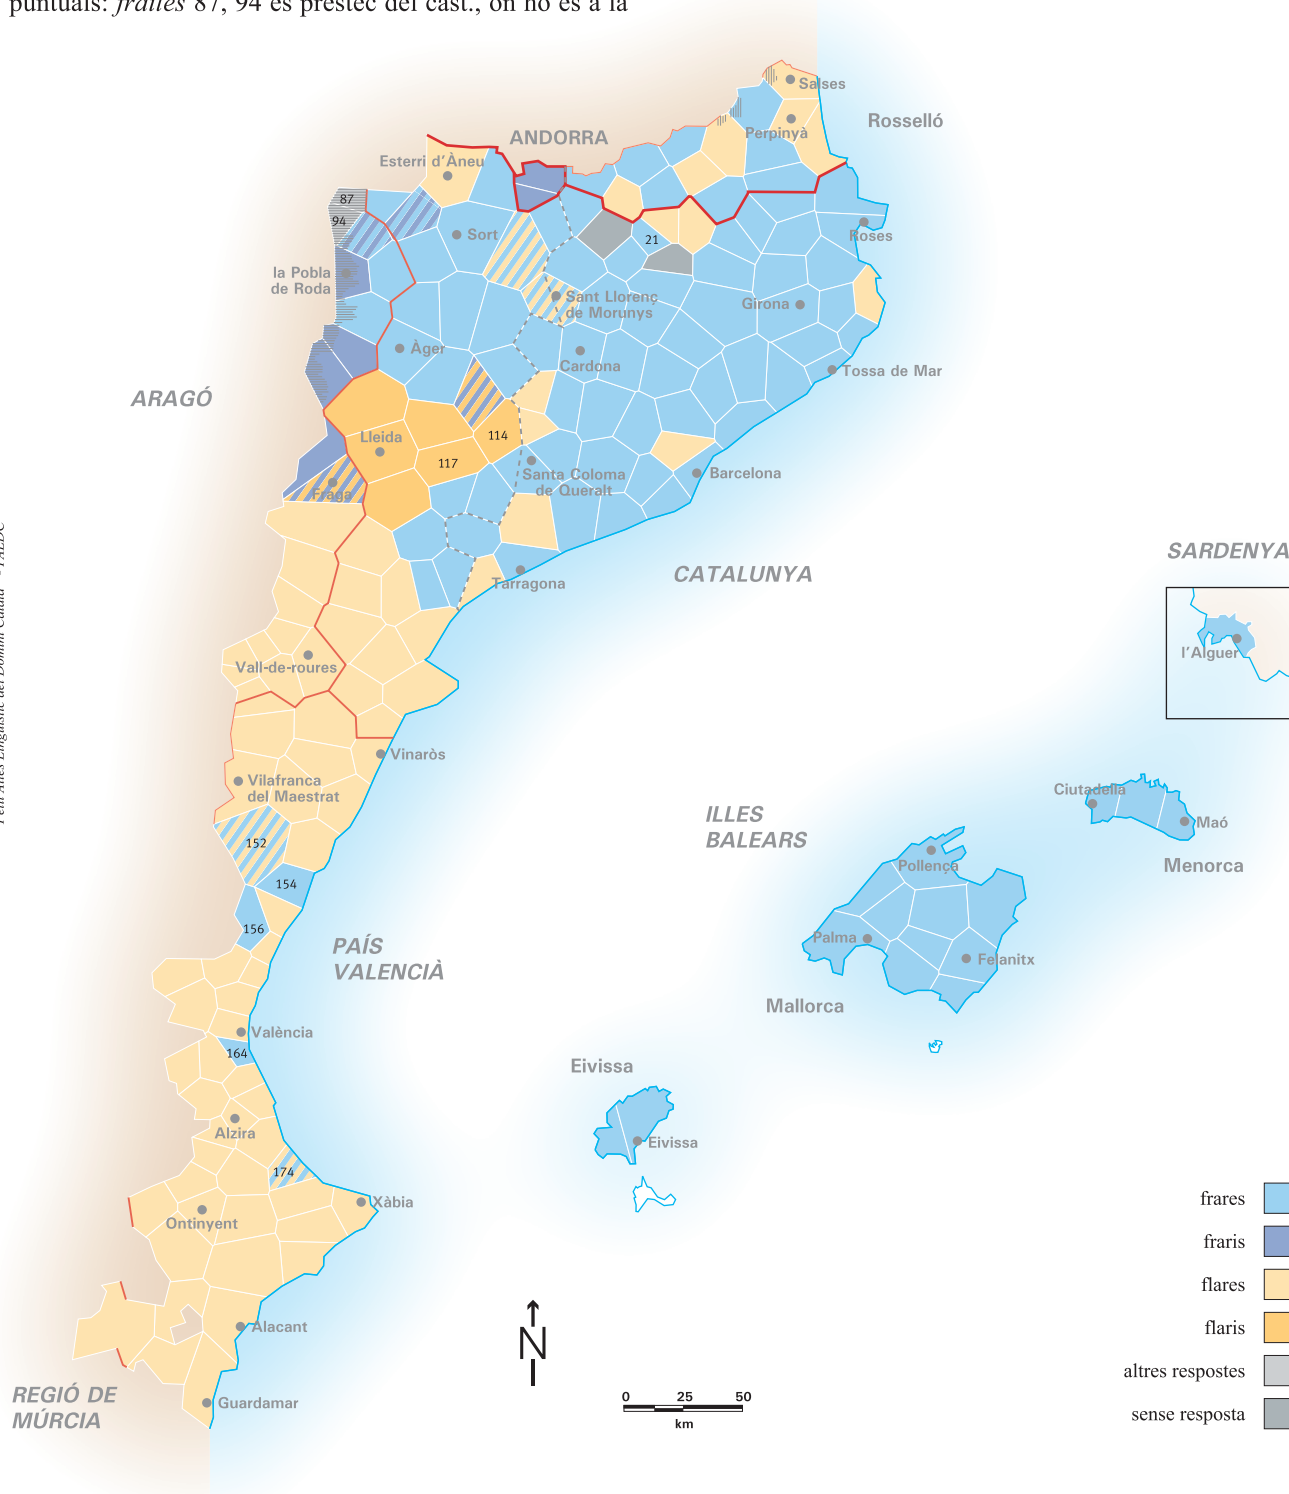 puntuals: frailes 87, 94 és préstec del cast., on no és a la
Salses
Rosselló
Perpinyà
ANDORRA
Esterri d'Àneu
87
94
Sort
21
Roses
la Pobla
de Roda
Sant Llorenç
de Morunys
Girona
Àger
Cardona
Tossa de Mar
ARAGÓ
Lleida
114
117
Santa Coloma
de Queralt
Barcelona
Fraga
CATALUNYA
Tarragona
SARDENYA
l'Alguer
Vall-de-roures
Vinaròs
Vilafranca
del Maestrat
152
154
156
ILLES
BALEARS
Ciutadella
Maó
Menorca
Pollença
Palma
Felanitx
Mallorca
PAÍS
VALENCIÀ
València
164
Eivissa
Eivissa
Alzira
174
Xàbia
Ontinyent
Alacant
Guardamar
REGIÓ DE
MÚRCIA
N
0 25 50
km
frares
fraris
flares
flaris
altres respostes
sense resposta